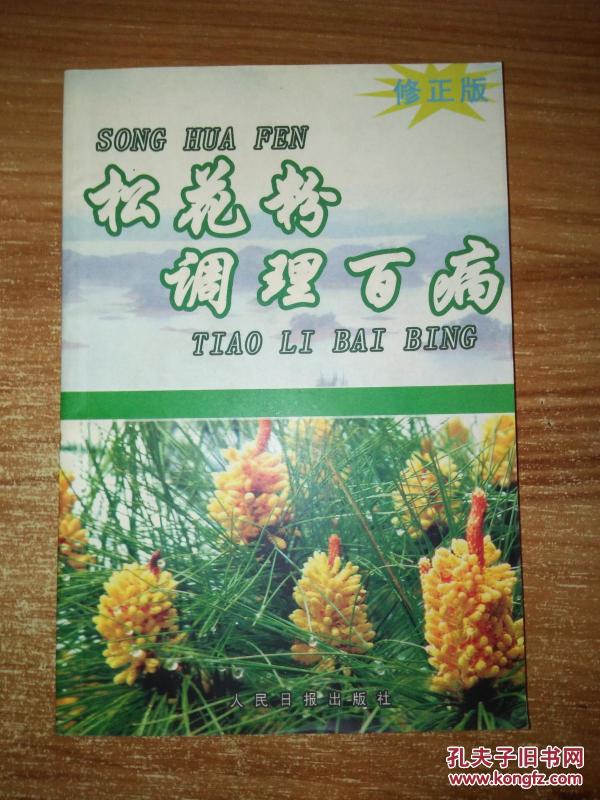 修正版
SONG HUA FEN
松花粉
调理百病
TIAO LI BAI BING
人民日报出版社
孔夫子旧书网
www.kongfz.com